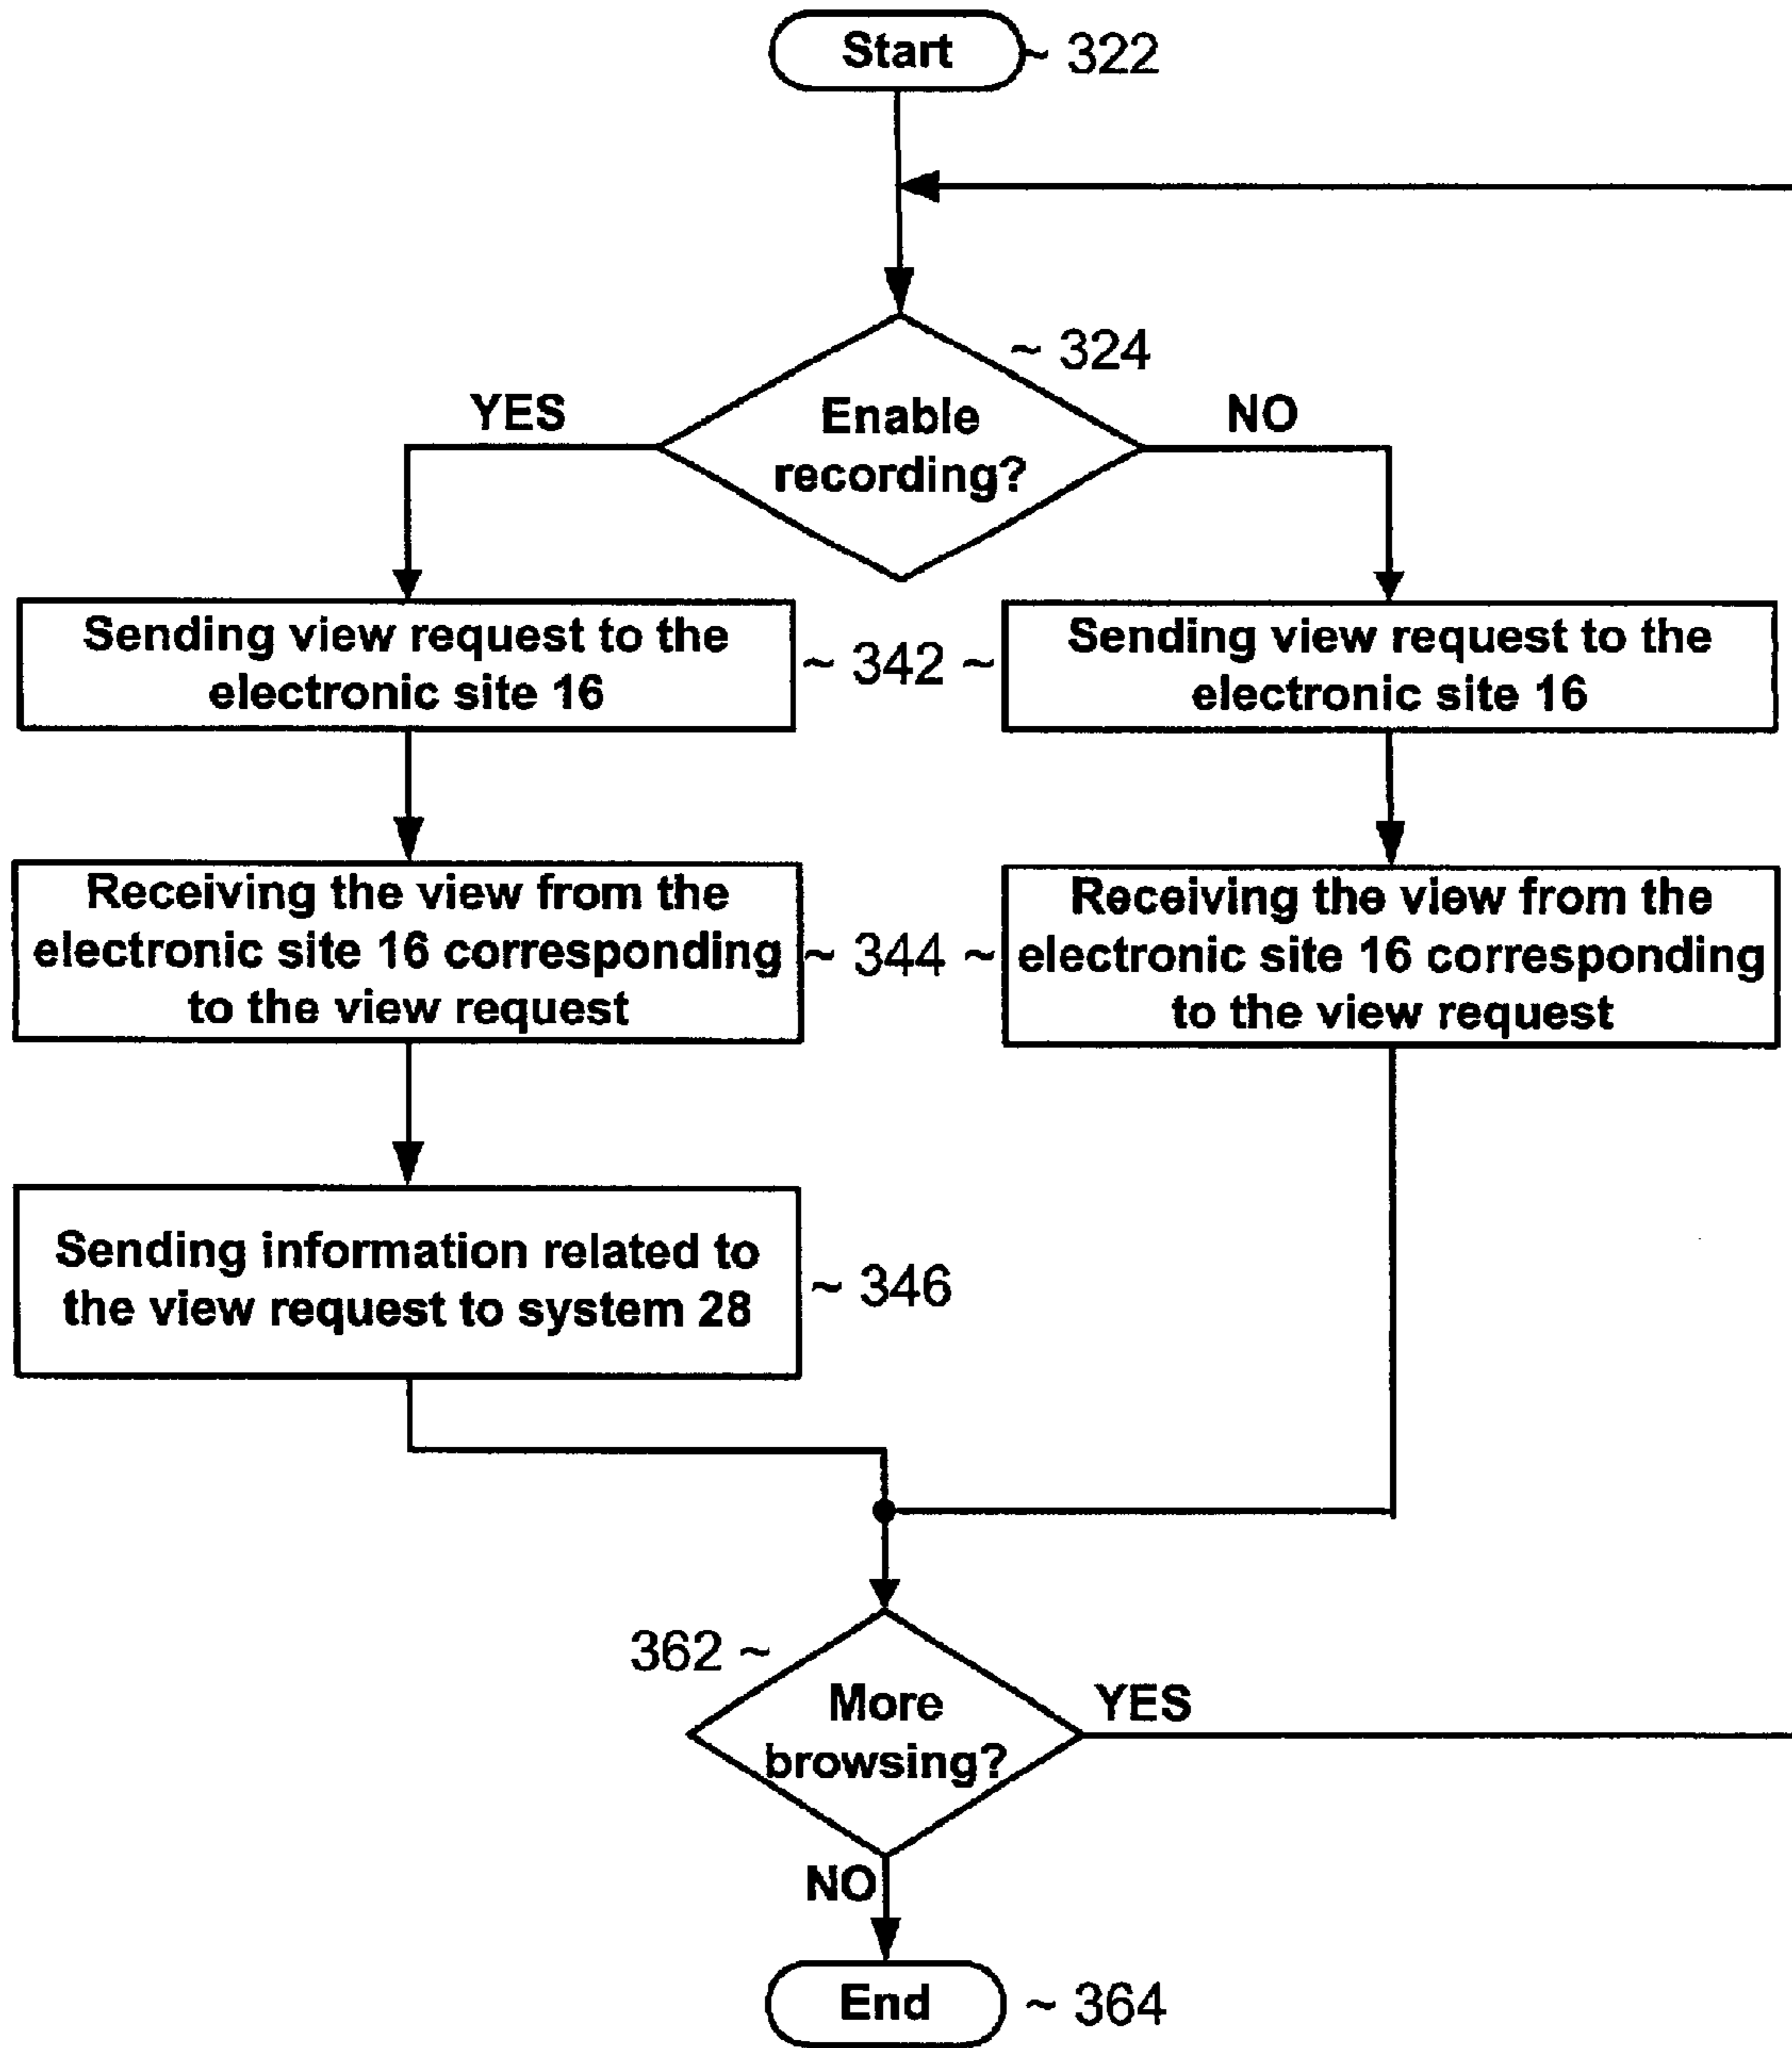 Start ~ 322
~ 324
YES
Enable
recording?
NO
Sending view request to the
electronic site 16
~ 342 ~
Sending view request to the
electronic site 16
Receiving the view from the
electronic site 16 corresponding
to the view request
~ 344 ~
Receiving the view from the
electronic site 16 corresponding
to the view request
Sending information related to
the view request to system 28
~ 346
362 ~
More
browsing?
YES
NO
End ~ 364